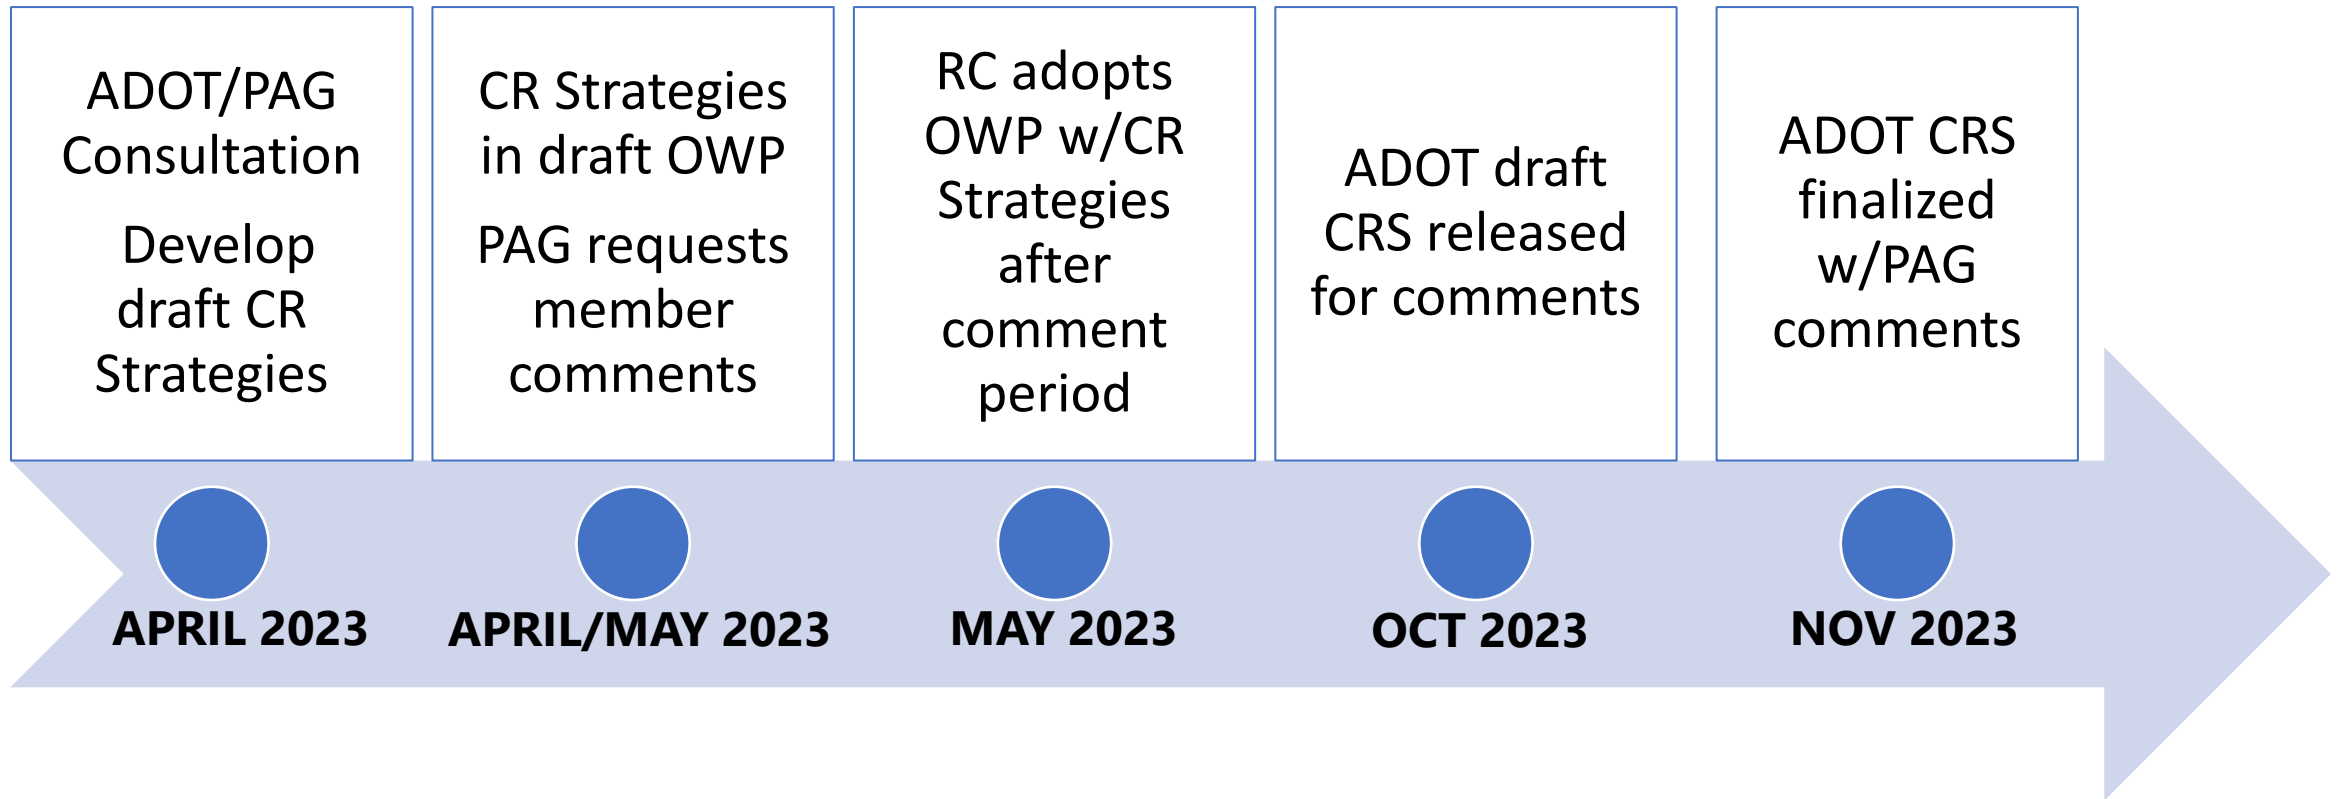 ADOT/PAG
Consultation
Develop
draft CR
Strategies
CR Strategies
in draft OWP
PAG requests
member
comments
RC adopts
OWP w/CR
Strategies
after
comment
period
ADOT draft
CRS released
for comments
ADOT CRS
finalized
w/PAG
comments
APRIL 2023
APRIL/MAY 2023
MAY 2023
OCT 2023
NOV 2023